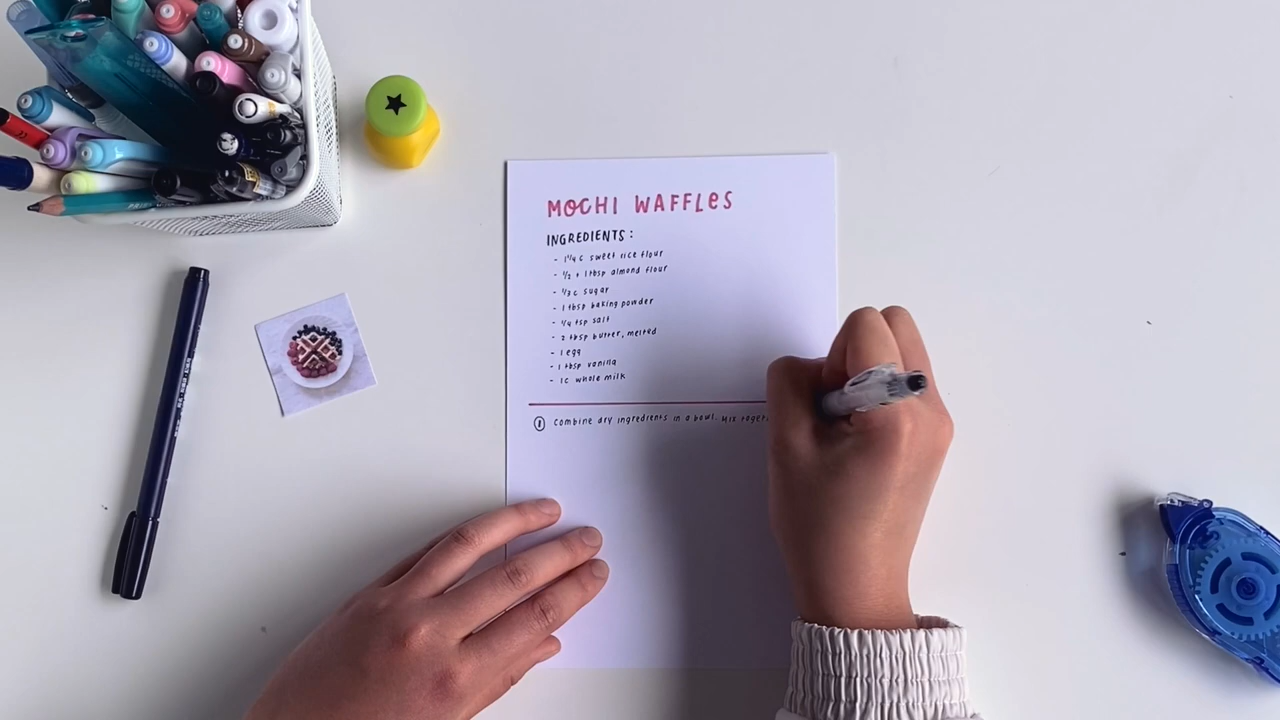 MOCHI WAFFLES
INGREDIENTS:
- 1 1/4 c sweet rice flour
- 1/2 + 1 tbsp almond flour
- 1/3 c sugar
- 1 tbsp baking powder
- 1/4 tsp salt
- 2 tbsp butter, melted
- 1 egg
- 1 tbsp vanilla
- 1c whole milk
① Combine dry ingredients in a bowl. Mix togeth